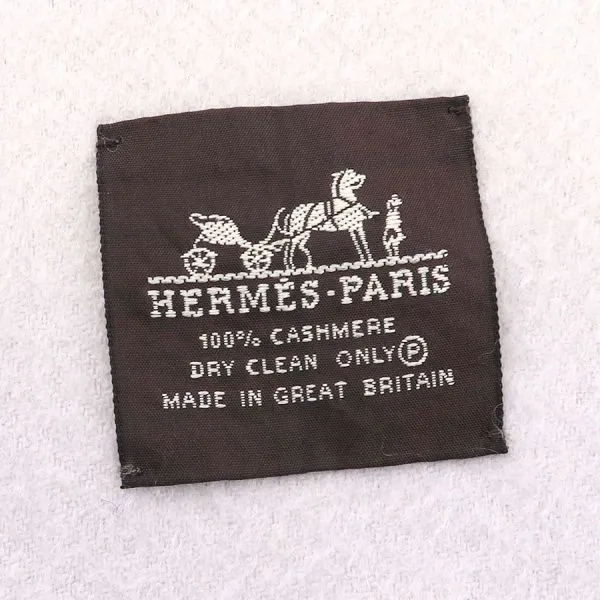 HERMÈS-PARIS
100% CASHMERE
DRY CLEAN ONLY Ⓟ
MADE IN GREAT BRITAIN